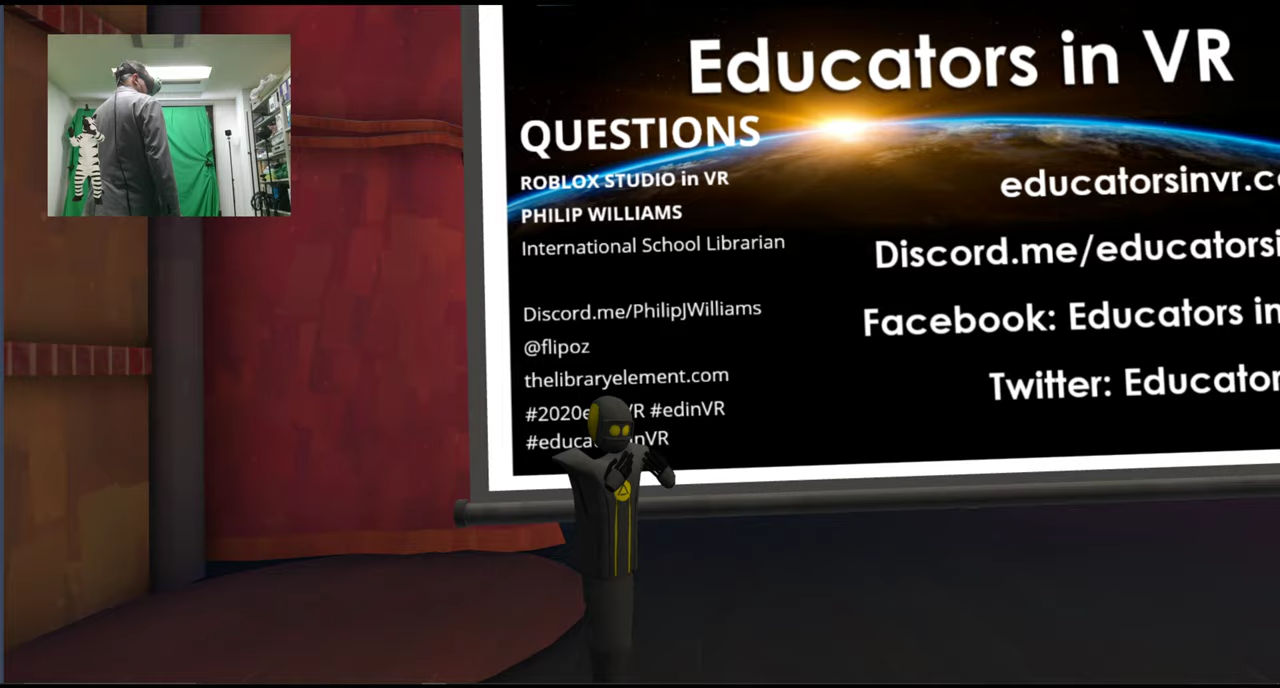 Educators in VR
QUESTIONS
ROBLOX STUDIO in VR
PHILIP WILLIAMS
International School Librarian
Discord.me/PhilipJWilliams
@flipoz
thelibraryelement.com
#edinVR
educatorsinvr.c
Discord.me/educatorsi
Facebook: Educators in
Twitter: Educator